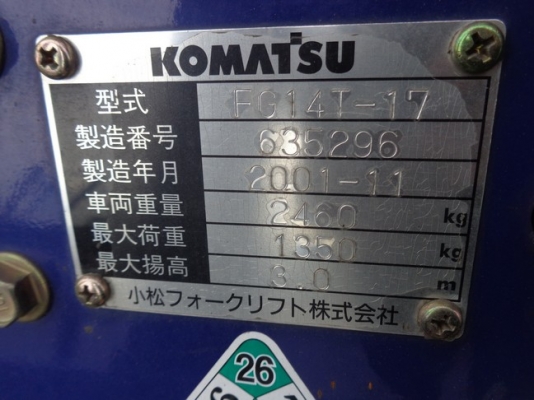 KOMATSU
型式 FG14T-17
製造番号 635296
製造年月 2001-11
車両重量 2460 kg
最大荷重 1350 kg
最大揚高 3.0 m
小松フォークリフト株式会社
26